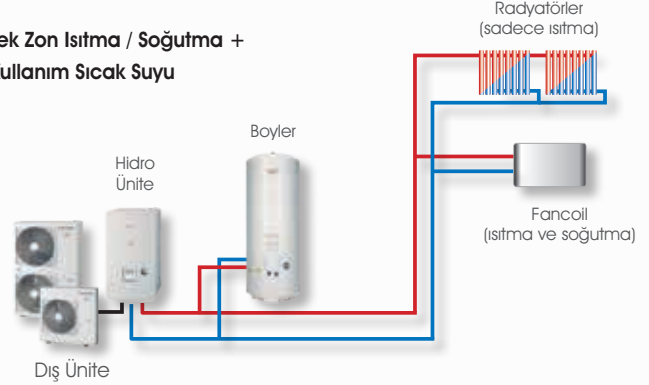 ek Zon Isıtma / Soğutma +
ullanım Sıcak Suyu
Radyatörler
(sadece ısıtma)
Boyler
Hidro
Ünite
Fancoil
(ısıtma ve soğutma)
Dış Ünite